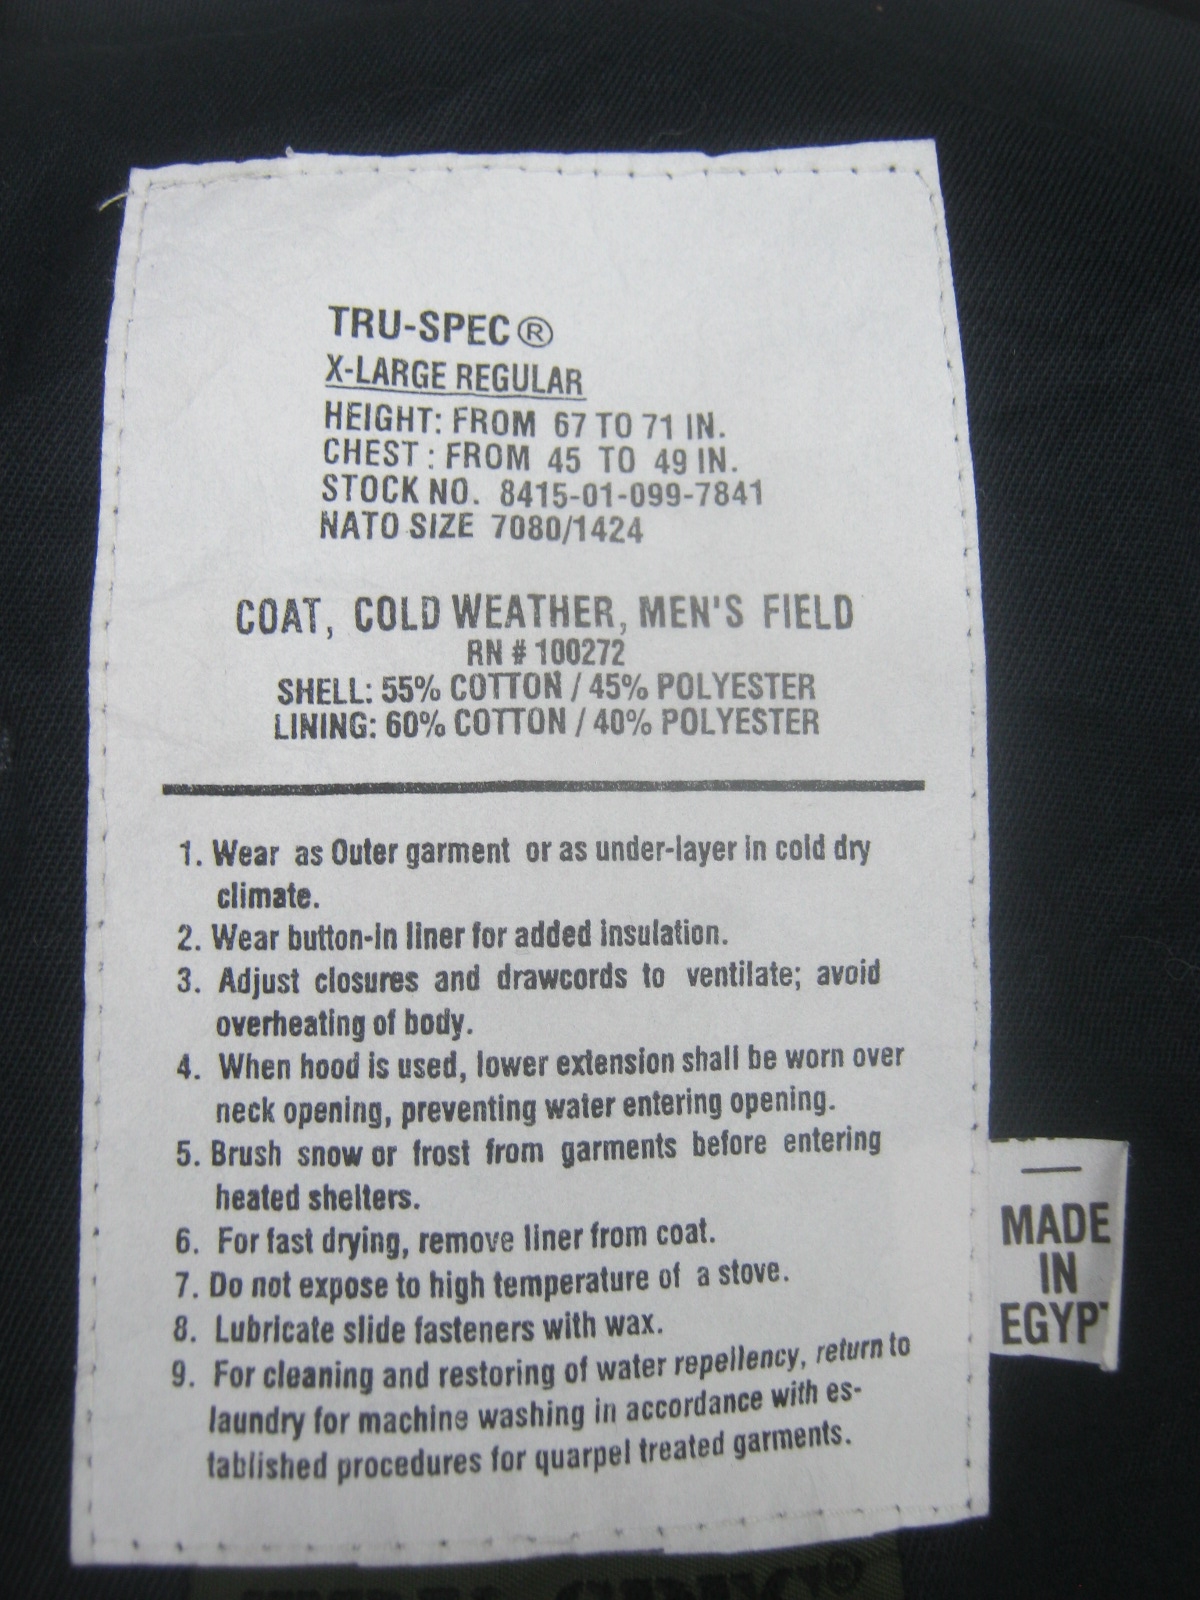 TRU-SPEC®
X-LARGE REGULAR
HEIGHT: FROM 67 TO 71 IN.
CHEST : FROM 45 TO 49 IN.
STOCK NO. 8415-01-099-7841
NATO SIZE 7080/1424
COAT, COLD WEATHER, MEN'S FIELD
RN # 100272
SHELL: 55% COTTON / 45% POLYESTER
LINING: 60% COTTON / 40% POLYESTER
1. Wear as Outer garment or as under-layer in cold dry
climate.
2. Wear button-in liner for added insulation.
3. Adjust closures and drawcords to ventilate; avoid
overheating of body.
4. When hood is used, lower extension shall be worn over
neck opening, preventing water entering opening.
5. Brush snow or frost from garments before entering
heated shelters.
6. For fast drying, remove liner from coat.
7. Do not expose to high temperature of a stove.
8. Lubricate slide fasteners with wax.
9. For cleaning and restoring of water repellency, return to
laundry for machine washing in accordance with es-
tablished procedures for quarpel treated garments.
MADE
IN
EGYPT